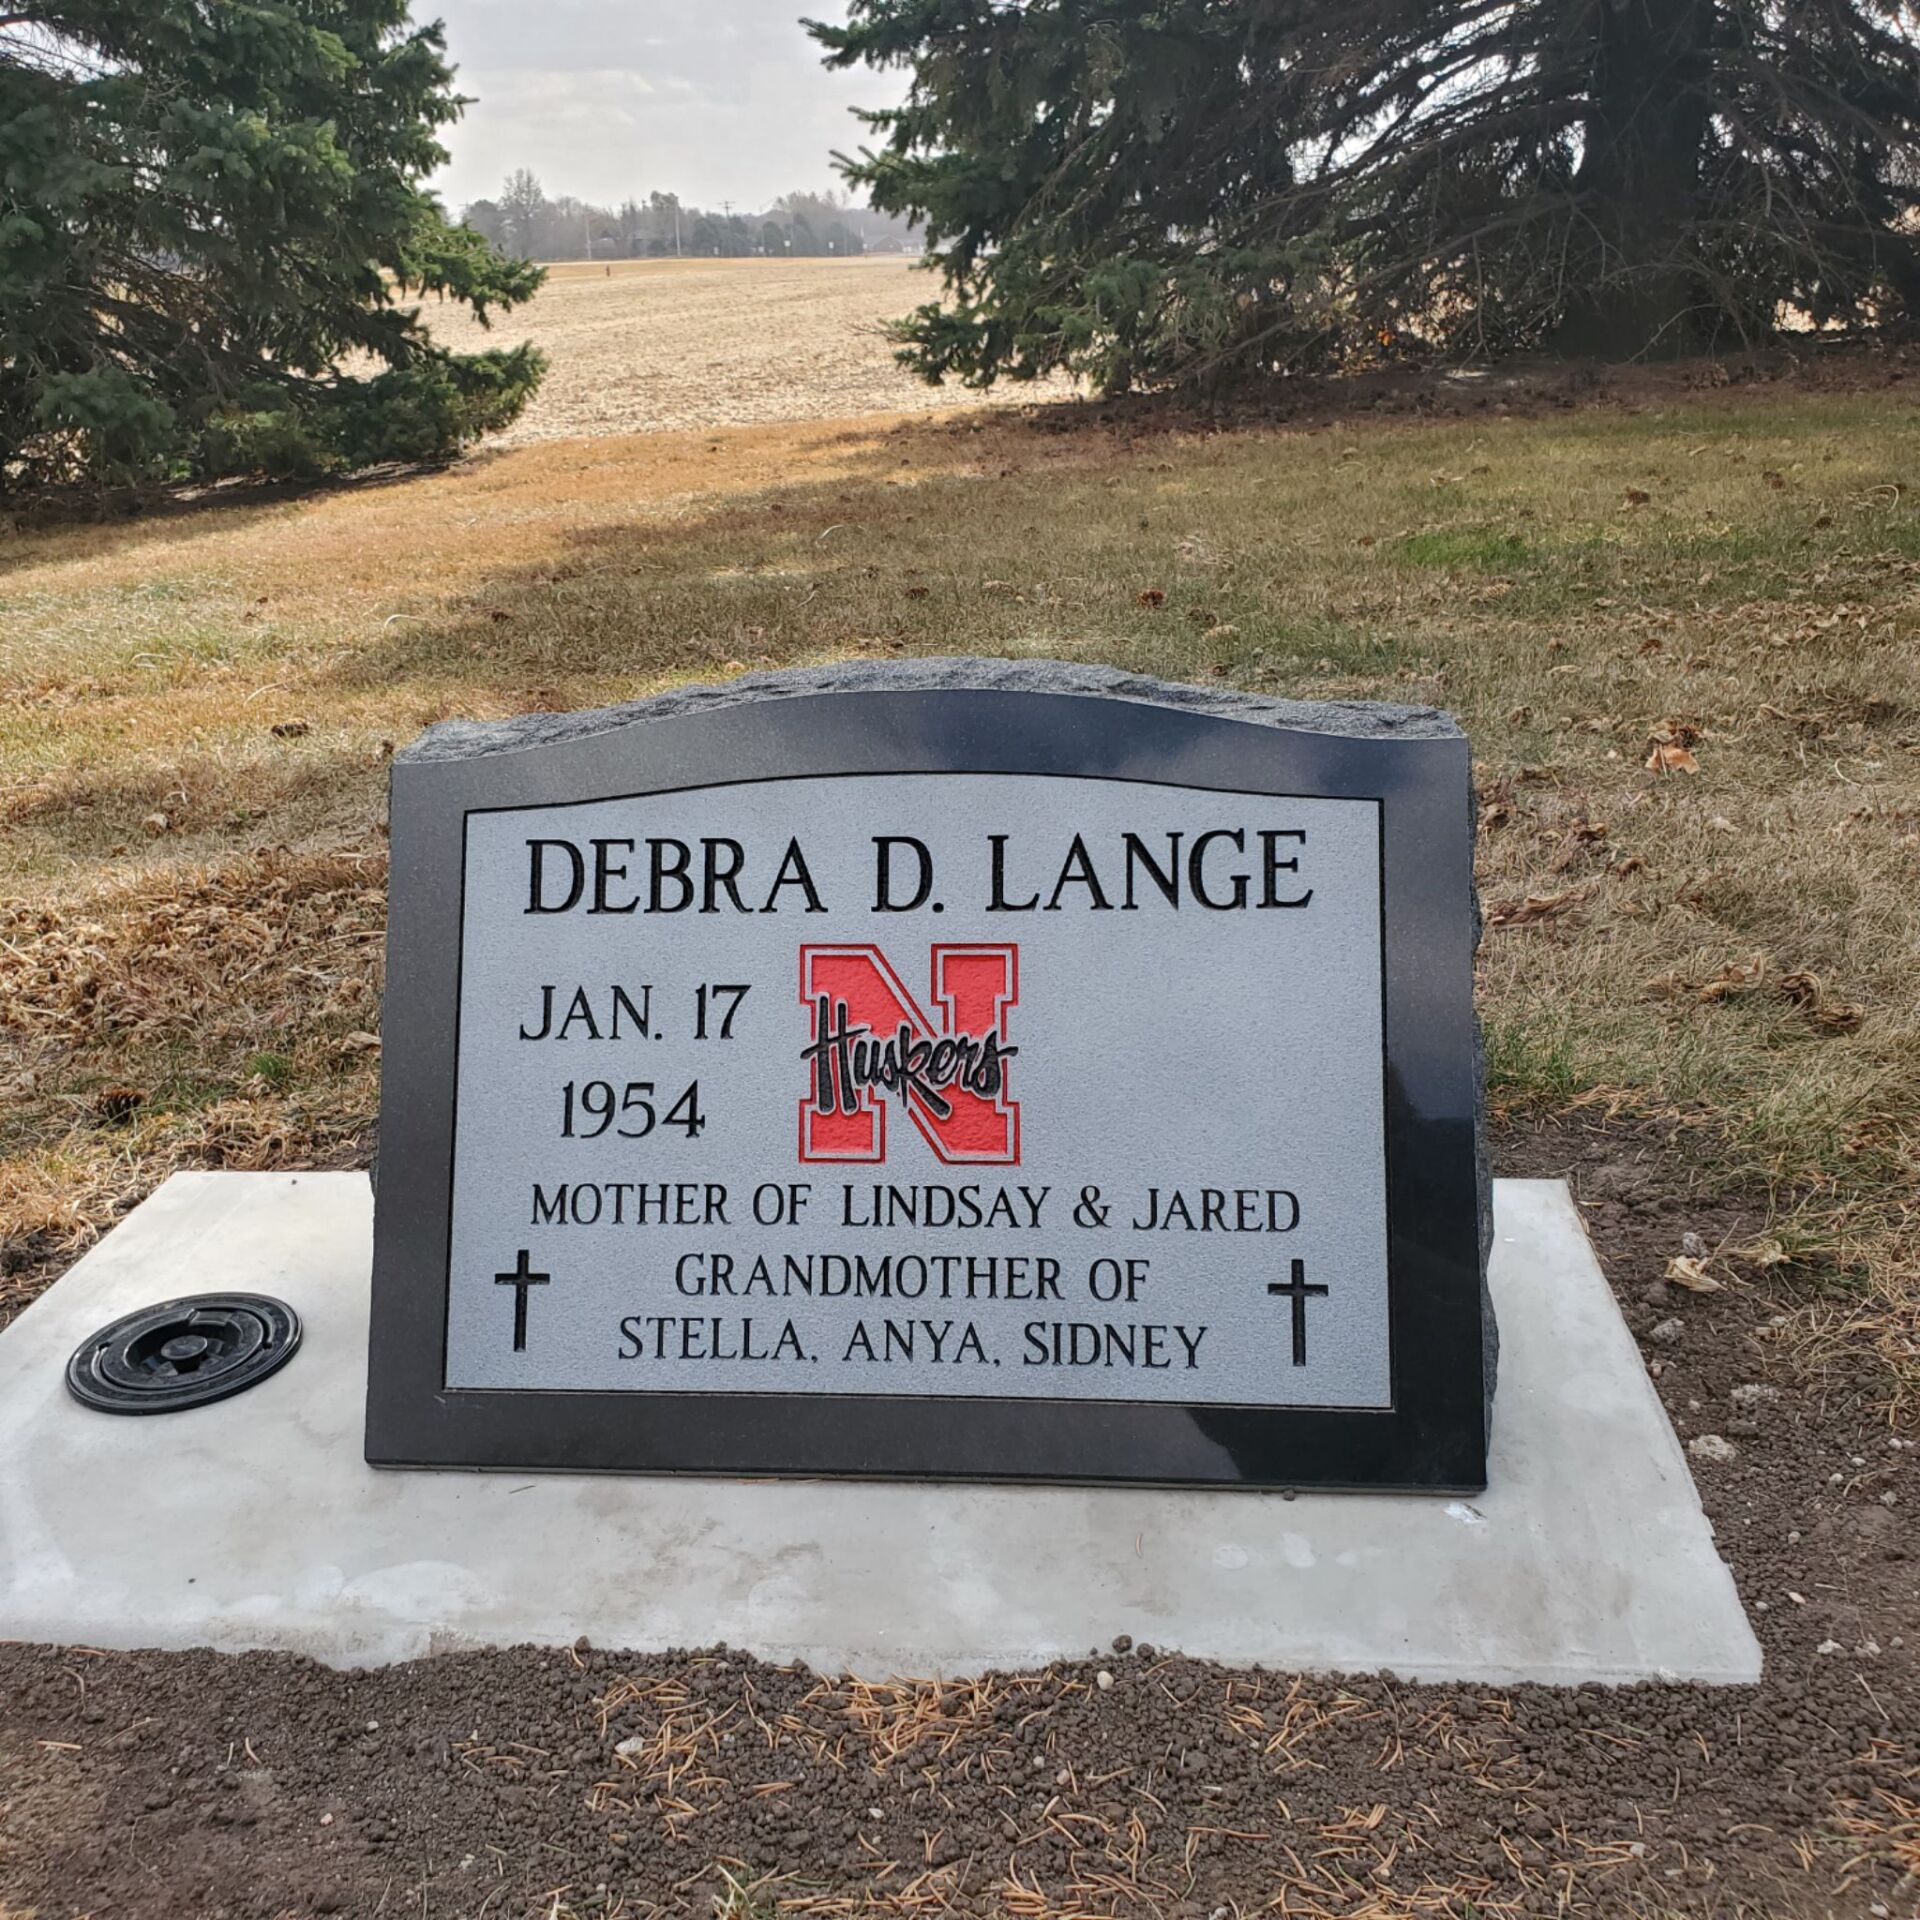 DEBRA D. LANGE
JAN. 17
1954
Huskers
N
MOTHER OF LINDSAY & JARED
GRANDMOTHER OF
STELLA, ANYA, SIDNEY